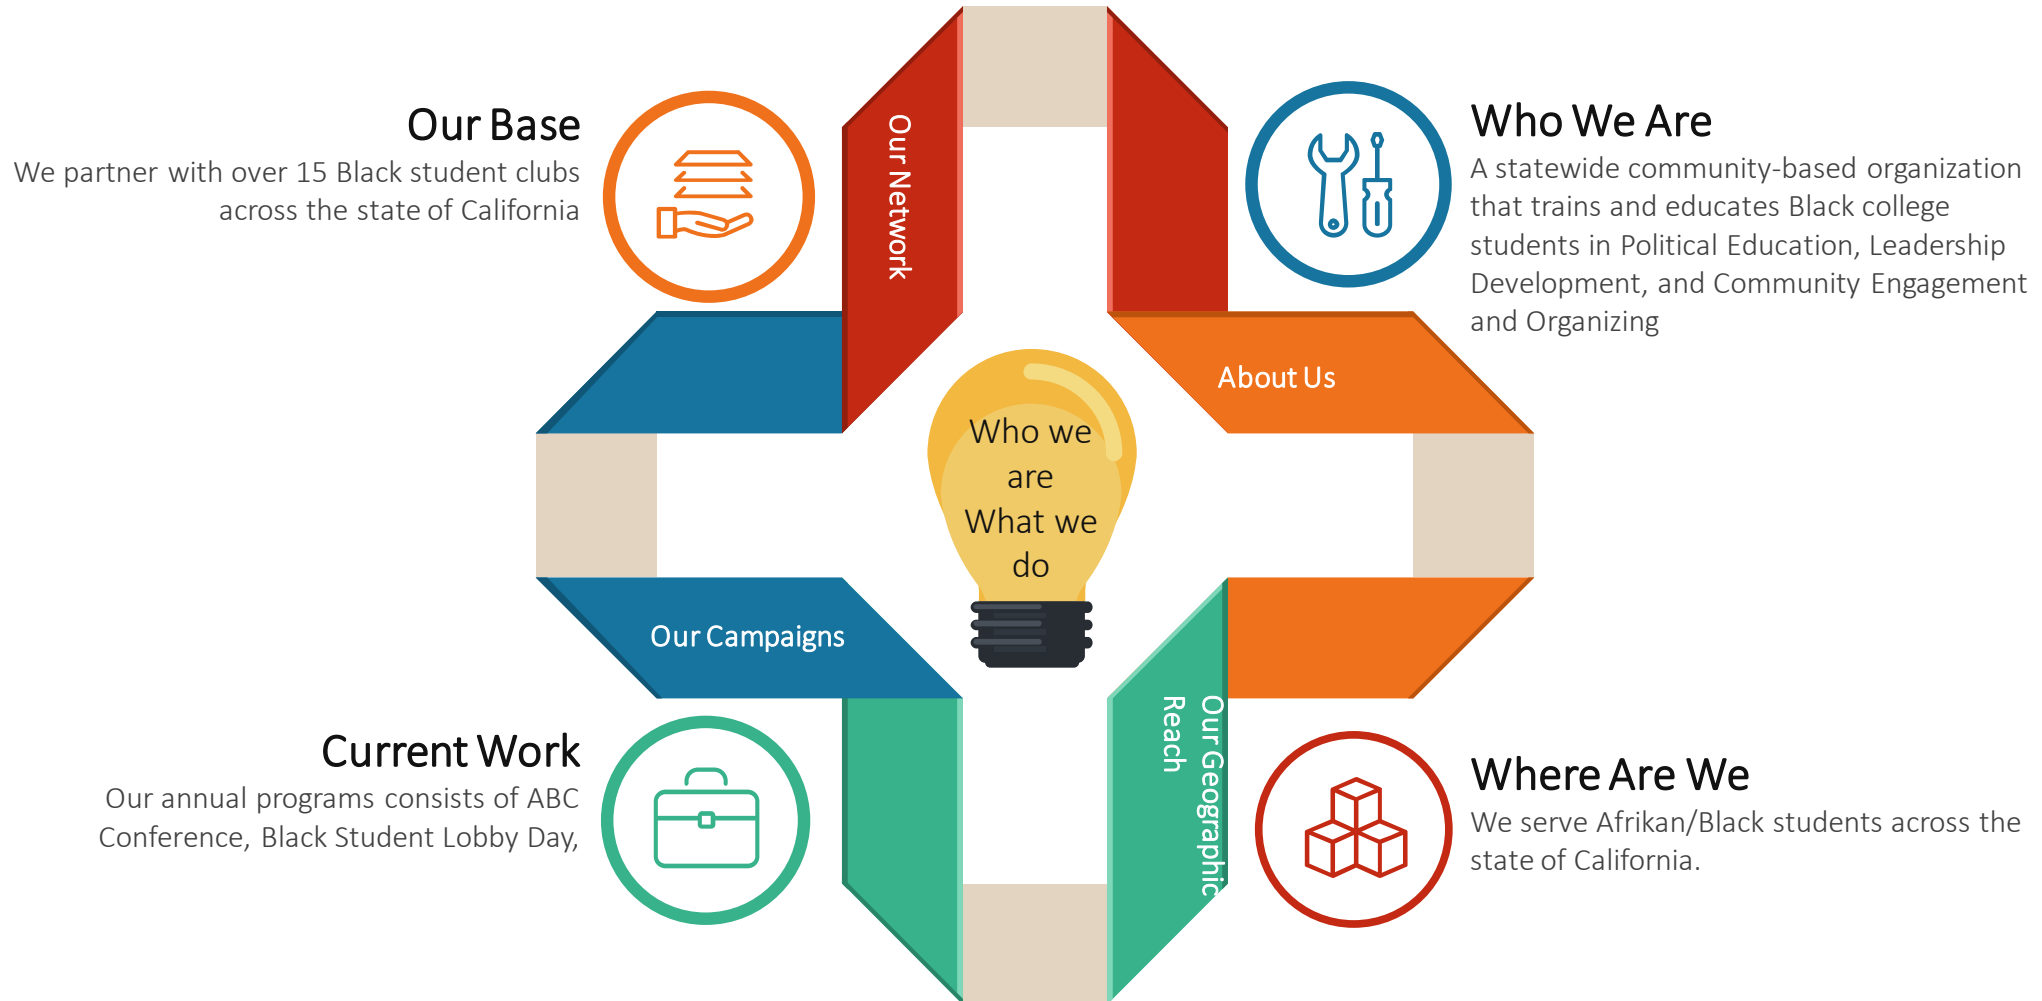 Our Base
We partner with over 15 Black student clubs
across the state of California
Our Network
Who We Are
A statewide community-based organization
that trains and educates Black college
students in Political Education, Leadership
Development, and Community Engagement
and Organizing
About Us
Who we
are
What we
do
Our Campaigns
Current Work
Our annual programs consists of ABC
Conference, Black Student Lobby Day,
Our Geographic
Reach
Where Are We
We serve Afrikan/Black students across the
state of California.